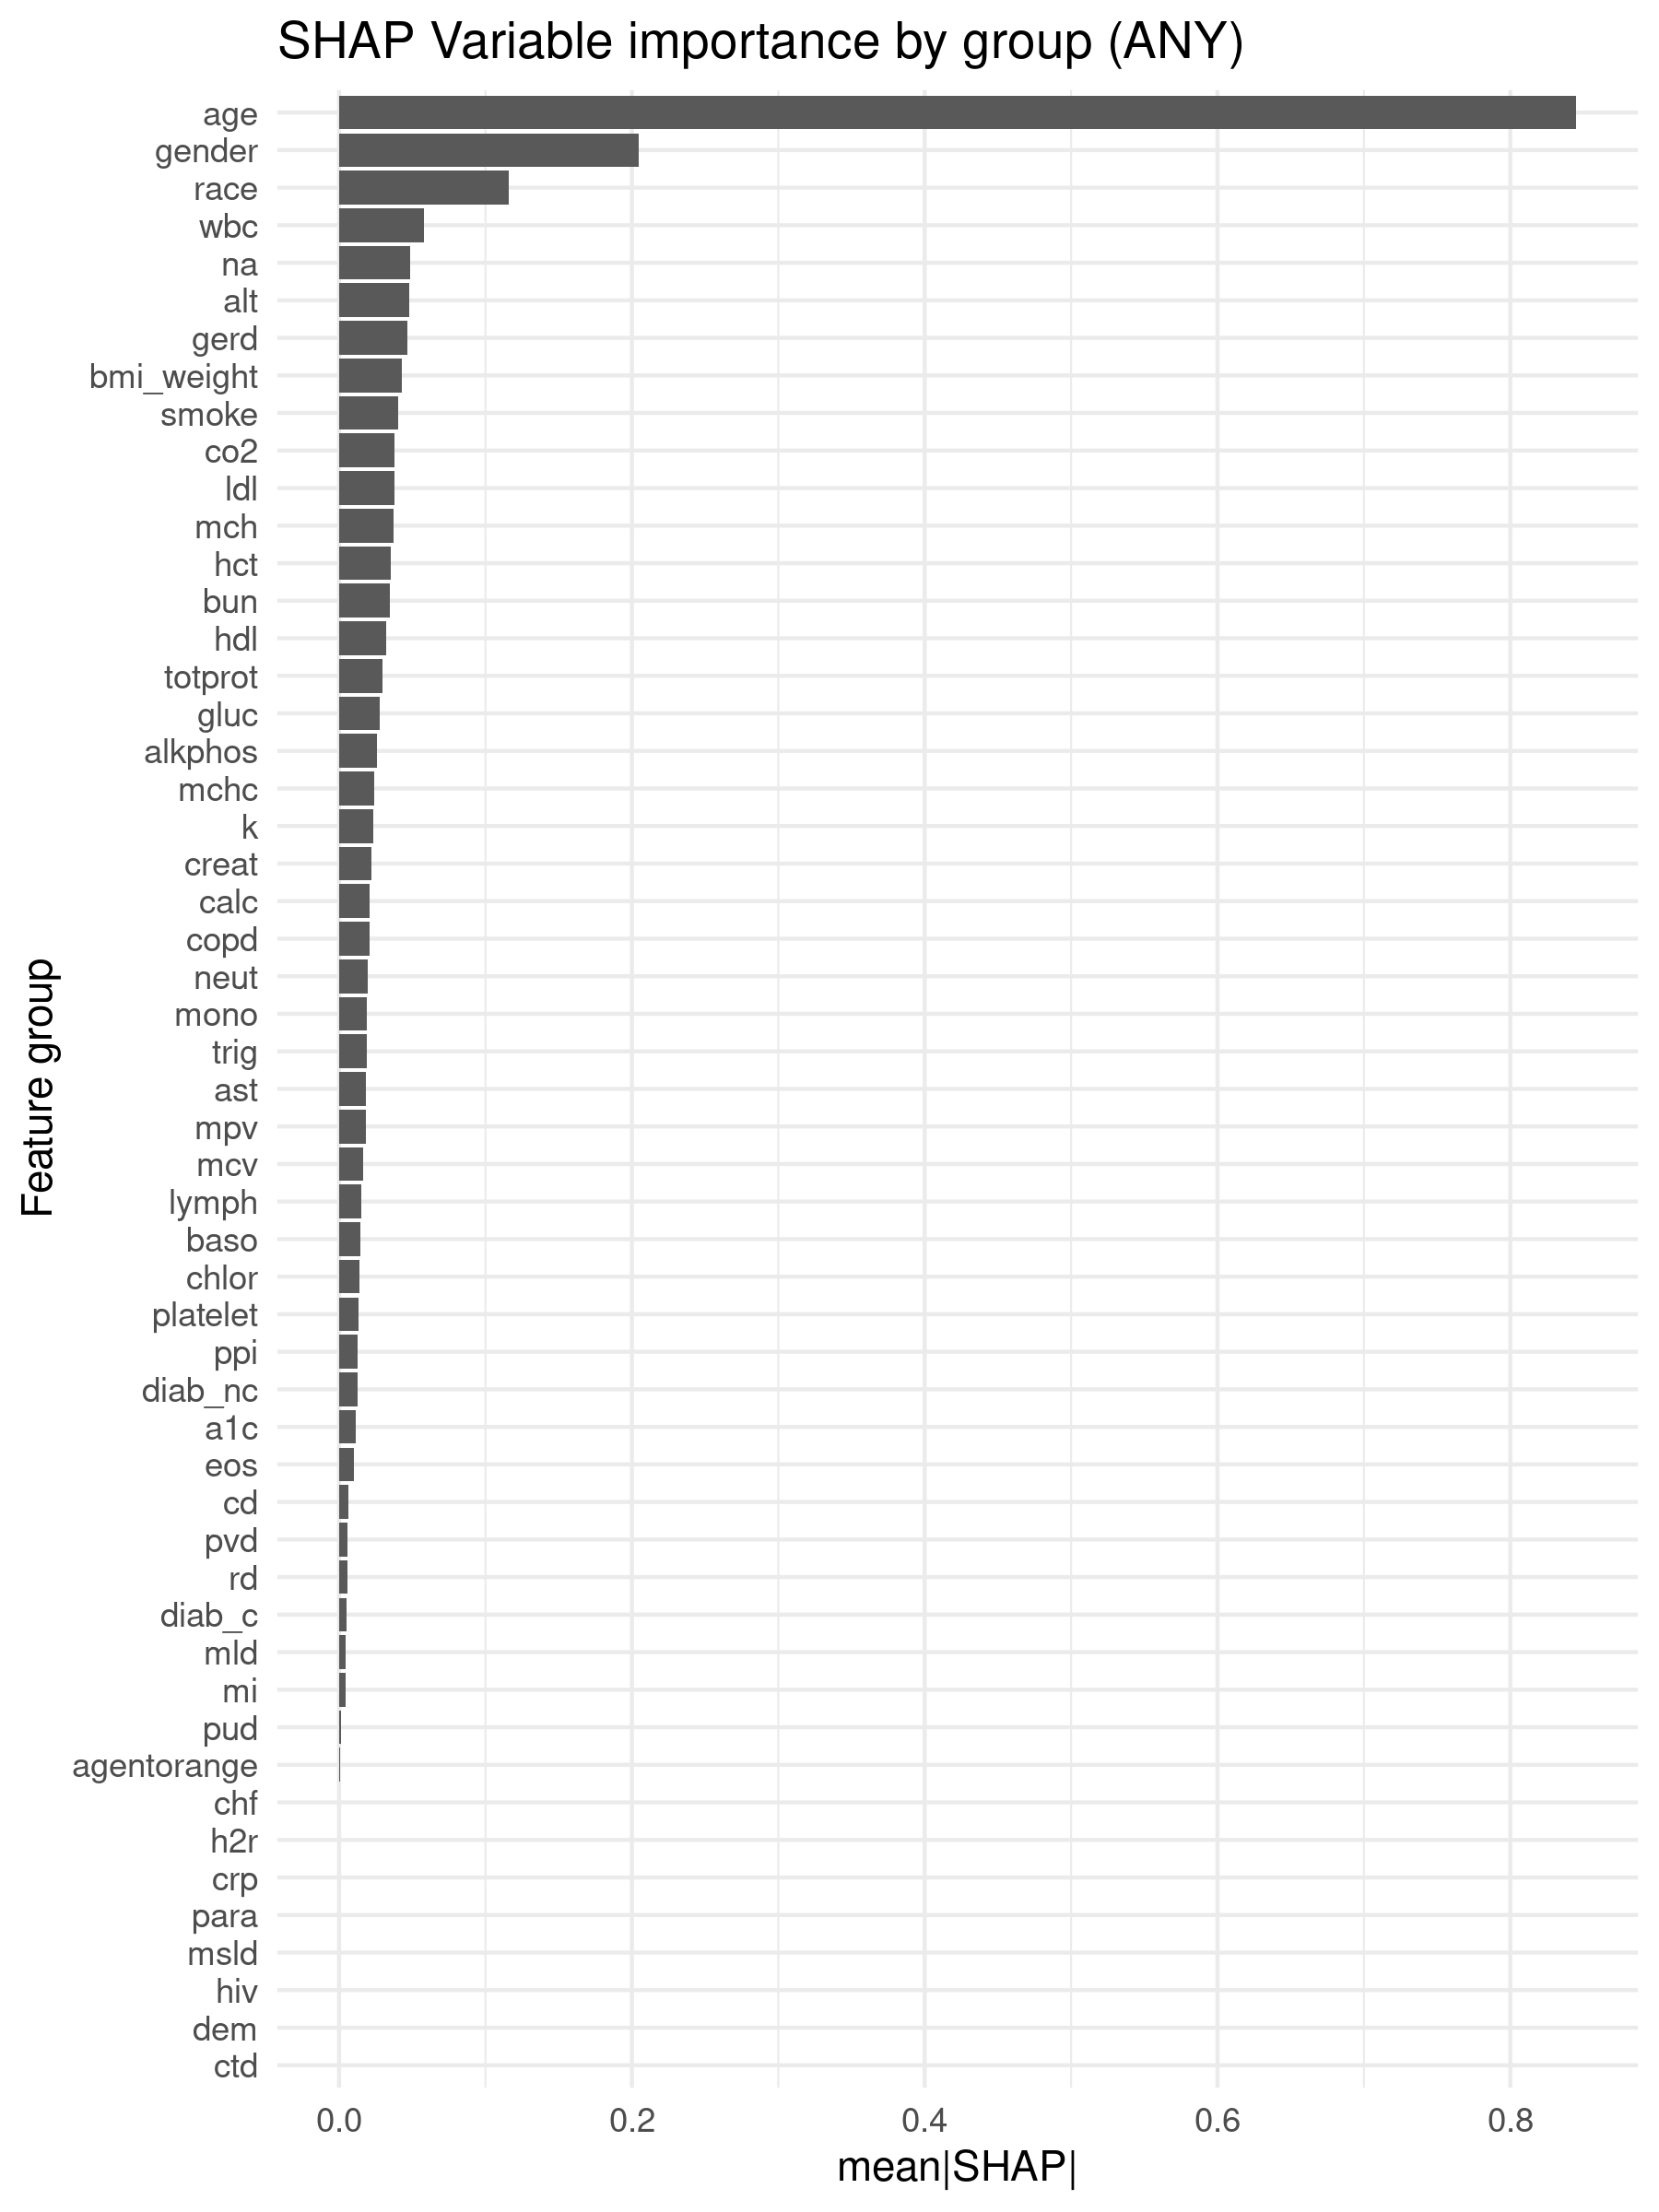 SHAP Variable importance by group (ANY)
age
gender
race
wbc
na
alt
gerd
bmi_weight
smoke
co2
ldl
mch
hct
bun
hdl
totprot
gluc
alkphos
mchc
k
creat
calc
copd
neut
mono
trig
ast
mpv
mcv
lymph
baso
chlor
platelet
ppi
diab_nc
a1c
eos
cd
pvd
rd
diab_c
mld
mi
pud
agentorange
chf
h2r
crp
para
msld
hiv
dem
ctd
Feature group
0.0 0.2 0.4 0.6 0.8
mean|SHAP|